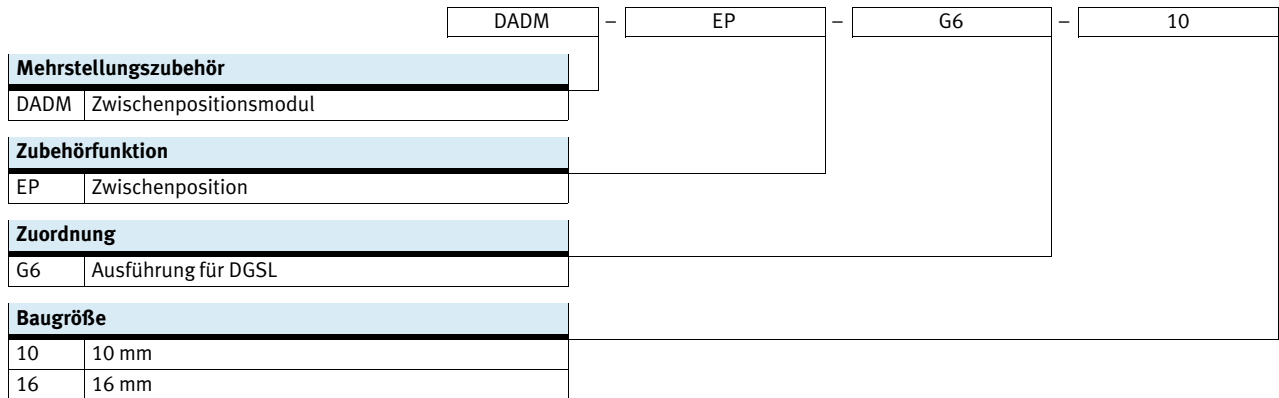 DADM – EP – G6 – 10
Mehrstellungszubehör
DADM Zwischenpositionsmodul
Zubehörfunktion
EP Zwischenposition
Zuordnung
G6 Ausführung für DGSL
Baugröße
10 10 mm
16 16 mm